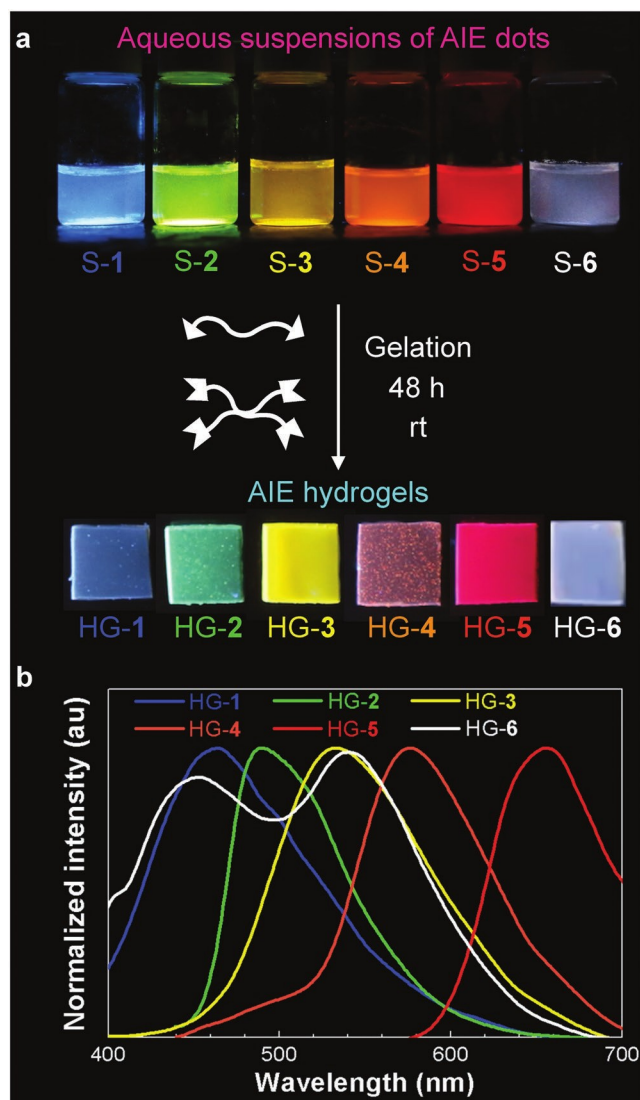 a
Aqueous suspensions of AIE dots
S-1 S-2 S-3 S-4 S-5 S-6
Gelation
48 h
rt
AIE hydrogels
HG-1 HG-2 HG-3 HG-4 HG-5 HG-6
b
HG-1 HG-2 HG-3
HG-4 HG-5 HG-6
Normalized intensity (au)
400 500 600 700
Wavelength (nm)